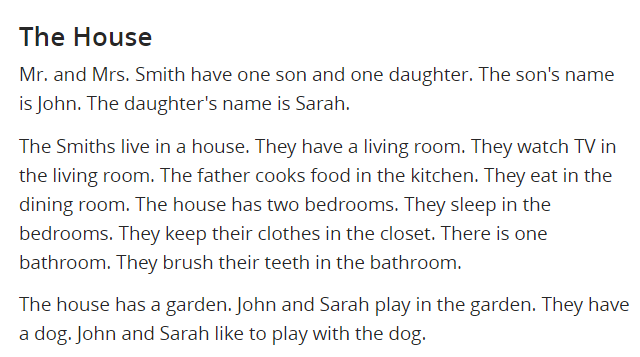 The House
Mr. and Mrs. Smith have one son and one daughter. The son's name
is John. The daughter's name is Sarah.
The Smiths live in a house. They have a living room. They watch TV in
the living room. The father cooks food in the kitchen. They eat in the
dining room. The house has two bedrooms. They sleep in the
bedrooms. They keep their clothes in the closet. There is one
bathroom. They brush their teeth in the bathroom.
The house has a garden. John and Sarah play in the garden. They have
a dog. John and Sarah like to play with the dog.